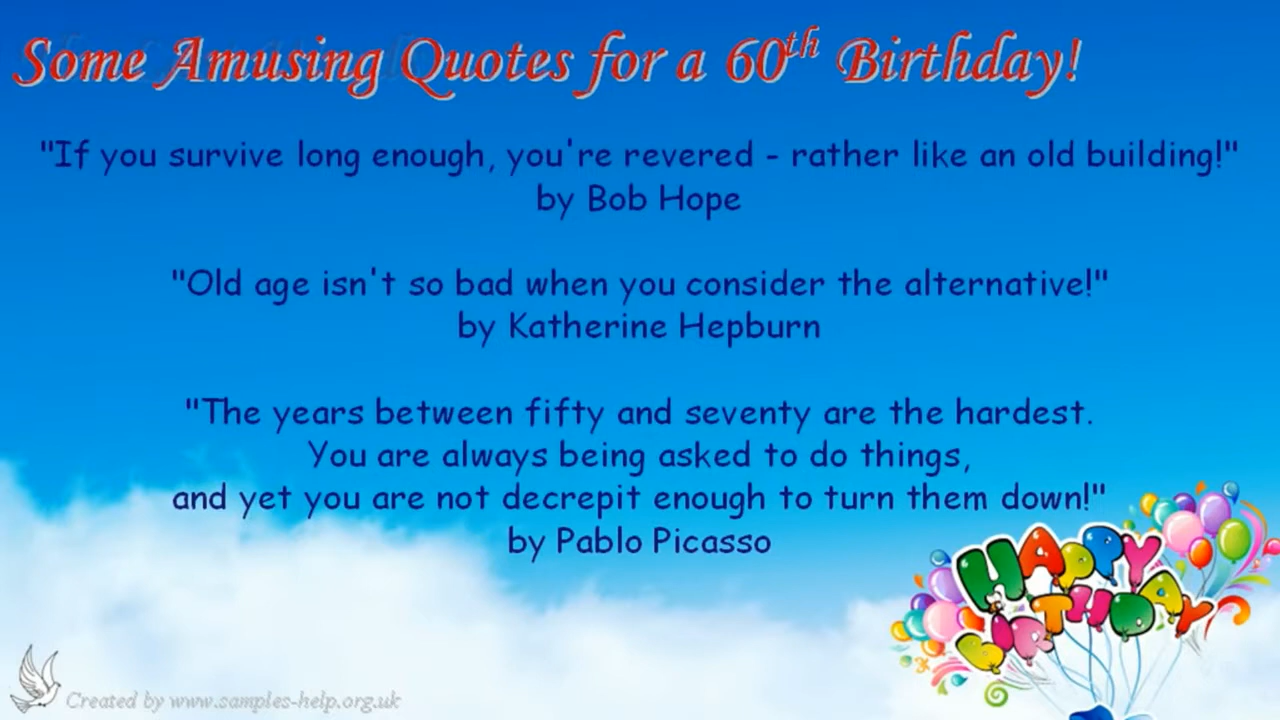 Some Amusing Quotes for a 60th Birthday!
"If you survive long enough, you're revered - rather like an old building!"
by Bob Hope
"Old age isn't so bad when you consider the alternative!"
by Katherine Hepburn
"The years between fifty and seventy are the hardest.
You are always being asked to do things,
and yet you are not decrepit enough to turn them down!"
by Pablo Picasso
HAPPY
BIRTHDAY
Created by www.samples-help.org.uk